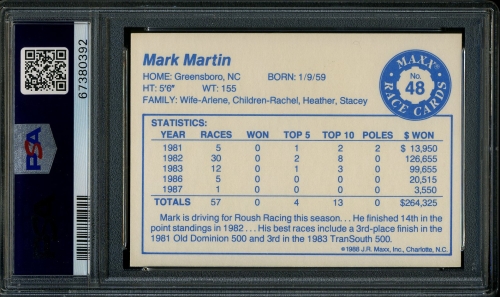 PSA
67380392
Mark Martin
HOME: Greensboro, NC BORN: 1/9/59
HT: 5'6" WT: 155
FAMILY: Wife-Arlene, Children-Rachel, Heather, Stacey
MAXX®
No.
48
RACE CARDS
STATISTICS:
YEAR RACES WON TOP 5 TOP 10 POLES $ WON
1981 5 0 1 2 2 $ 13,950
1982 30 0 2 8 0 126,655
1983 12 0 1 3 0 99,655
1986 5 0 0 0 0 20,515
1987 1 0 0 0 0 3,550
TOTALS 57 0 4 13 0 $264,325
Mark is driving for Roush Racing this season . . . He finished 14th in the
point standings in 1982 . . . His best races include a 3rd-place finish in the
1981 Old Dominion 500 and 3rd in the 1983 TranSouth 500.
©1988 J.R. Maxx, Inc., Charlotte, N.C.